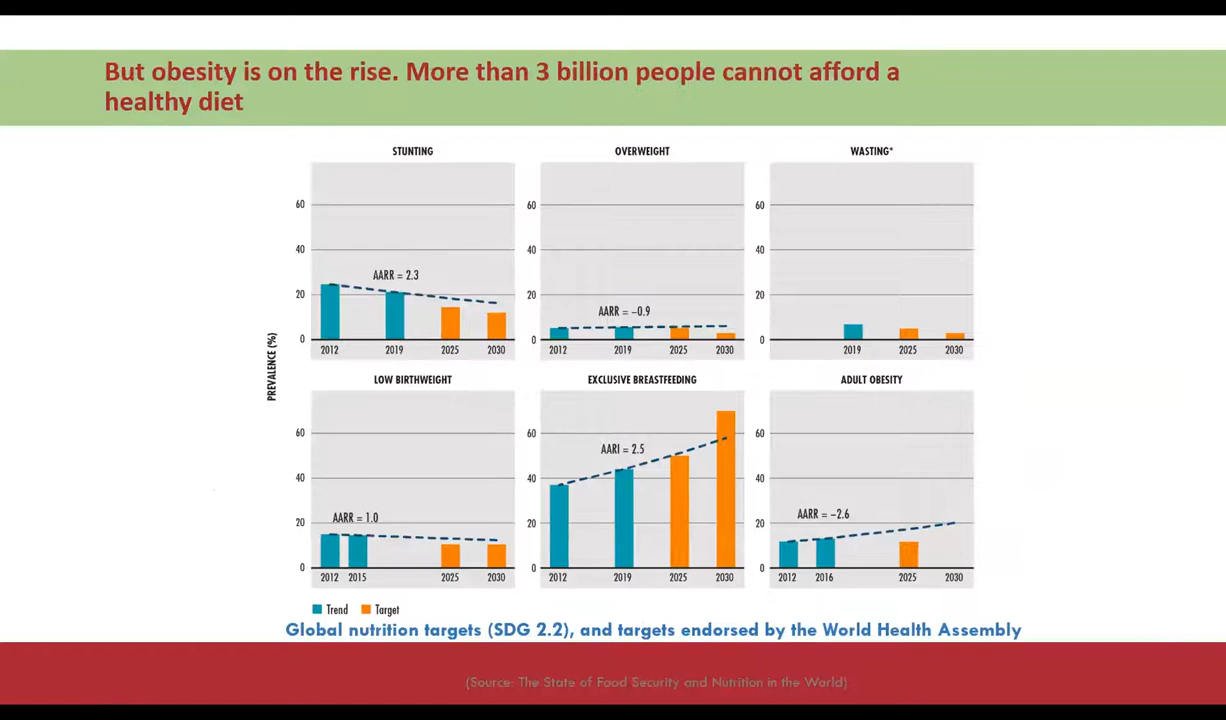 But obesity is on the rise. More than 3 billion people cannot afford a
healthy diet
STUNTING
60
40
20
0
AARR = 2.3
2012 2019 2025 2030
OVERWEIGHT
60
40
20
0
AARR = −0.9
2012 2019 2025 2030
WASTING*
60
40
20
0
2019 2025 2030
PREVALENCE (%)
LOW BIRTHWEIGHT
60
40
20
0
AARR = 1.0
2012 2015 2025 2030
EXCLUSIVE BREASTFEEDING
60
40
20
0
AARI = 2.5
2012 2019 2025 2030
ADULT OBESITY
60
40
20
0
AARR = −2.6
2012 2016 2025 2030
Trend Target
Global nutrition targets (SDG 2.2), and targets endorsed by the World Health Assembly
(Source: The State of Food Security and Nutrition in the World)